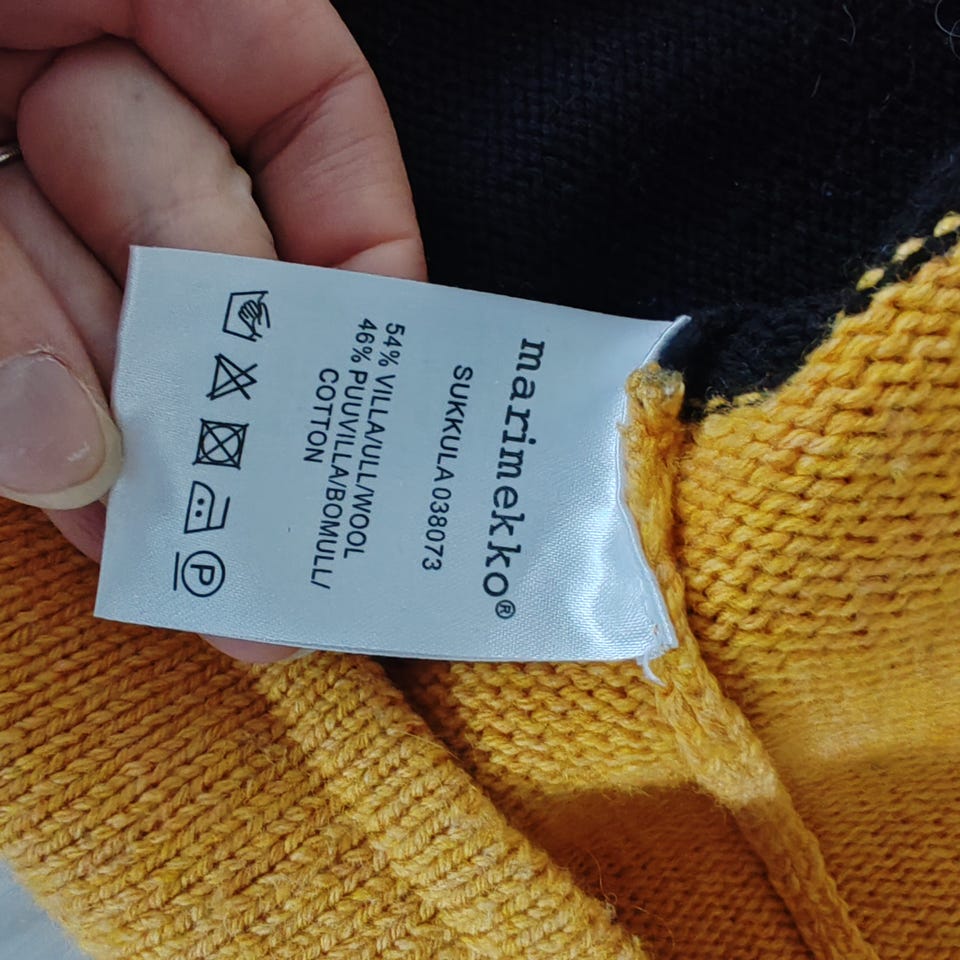 marimekko®
SUKKULA 038073
54% VILLA/ULL/WOOL
46% PUUVILLA/BOMULL/
COTTON
P